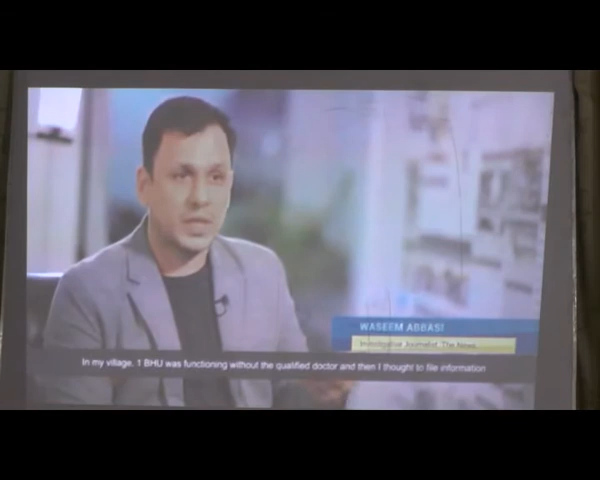 WASEEM ABBASI
Investigative Journalist, The News,
In my village, 1 BHU was functioning without the qualified doctor and then I thought to file information